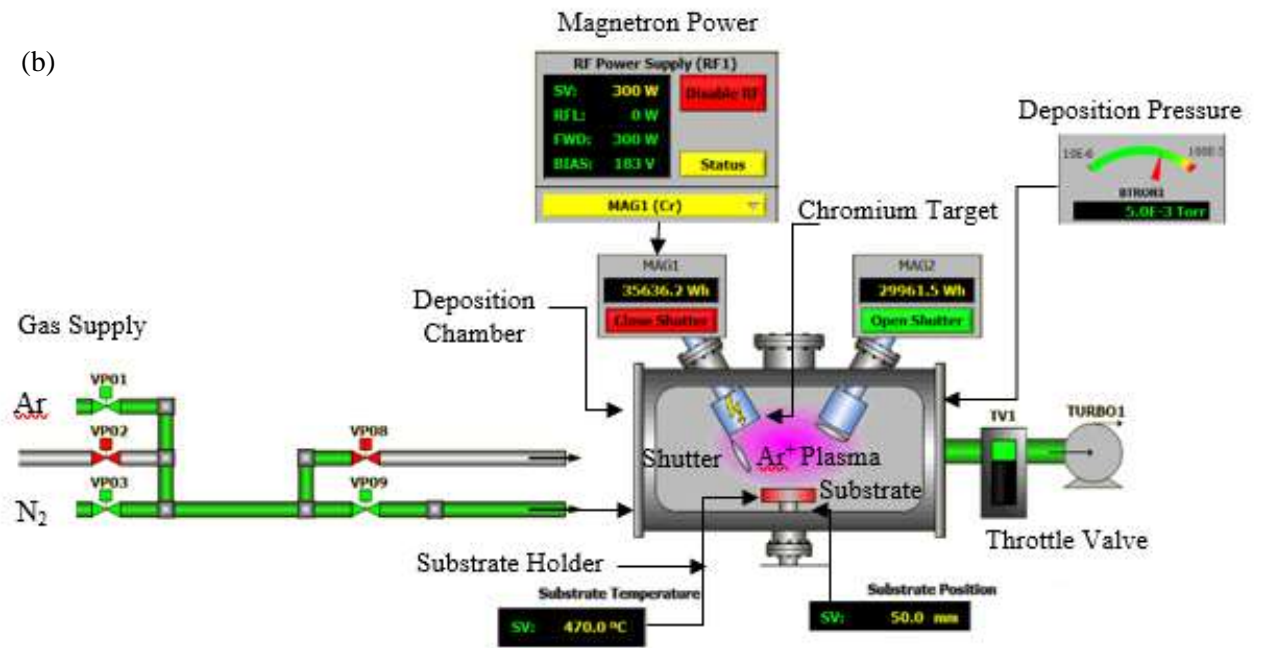 Magnetron Power
(b)
RF Power Supply (RF1)
SV: 300 W
Disable RF
RFL: 0 W
FWD: 300 W
BIAS: 183 V
Status
MAG1 (Cr)
Deposition Pressure
10E-6
BTRON1
5.0E-3 Torr
Chromium Target
MAG1
35636.2 Wh
Close Shutter
MAG2
29961.5 Wh
Open Shutter
Deposition
Chamber
Gas Supply
VP01
Ar
VP02
VP08
VP03
VP09
N2
Shutter
Ar+ Plasma
Substrate
TV1
TURBO1
Throttle Valve
Substrate Holder
Substrate Temperature
SV: 470.0 ºC
Substrate Position
SV: 50.0 mm